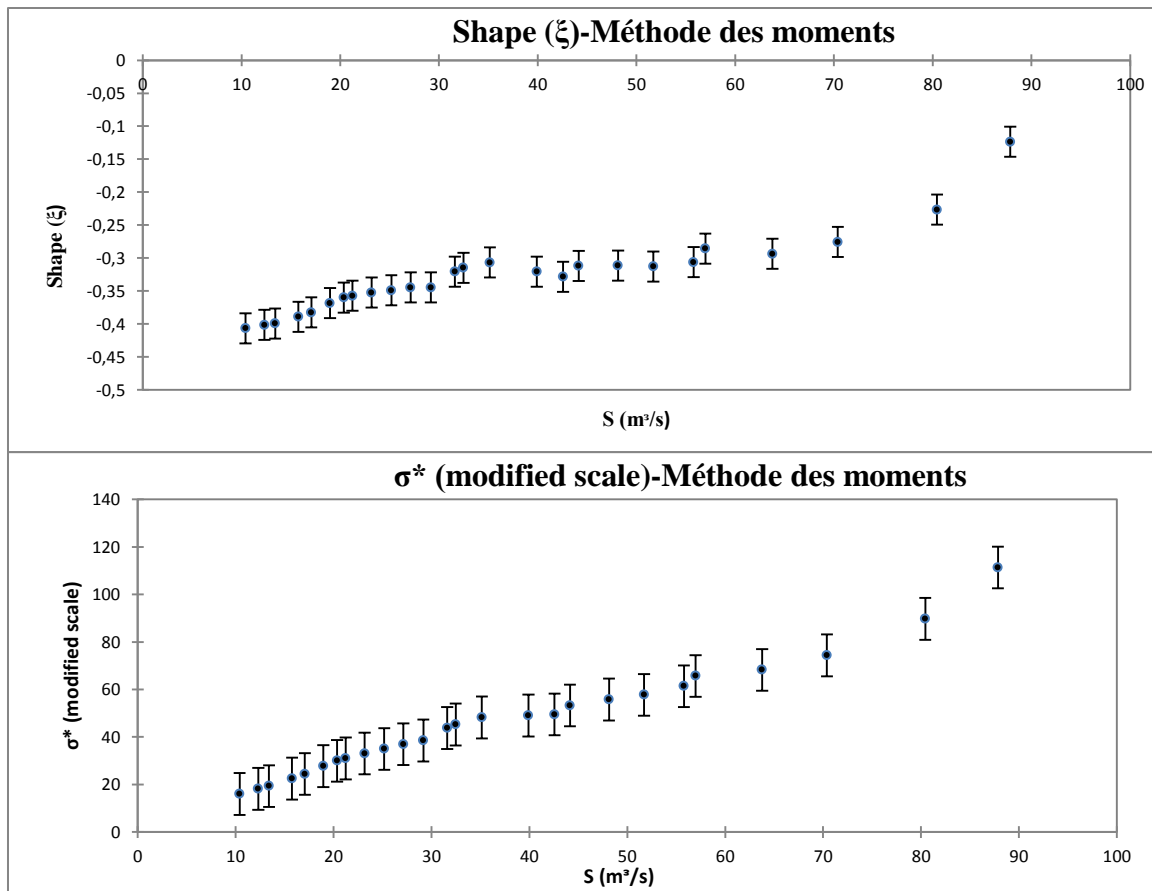 Shape (ξ)-Méthode des moments
0
0 10 20 30 40 50 60 70 80 90 100
-0,05
-0,1
-0,15
-0,2
-0,25
-0,3
-0,35
-0,4
-0,45
-0,5
Shape (ξ)
S (m³/s)
σ* (modified scale)-Méthode des moments
140
120
100
80
60
40
20
0
σ* (modified scale)
0 10 20 30 40 50 60 70 80 90 100
S (m³/s)